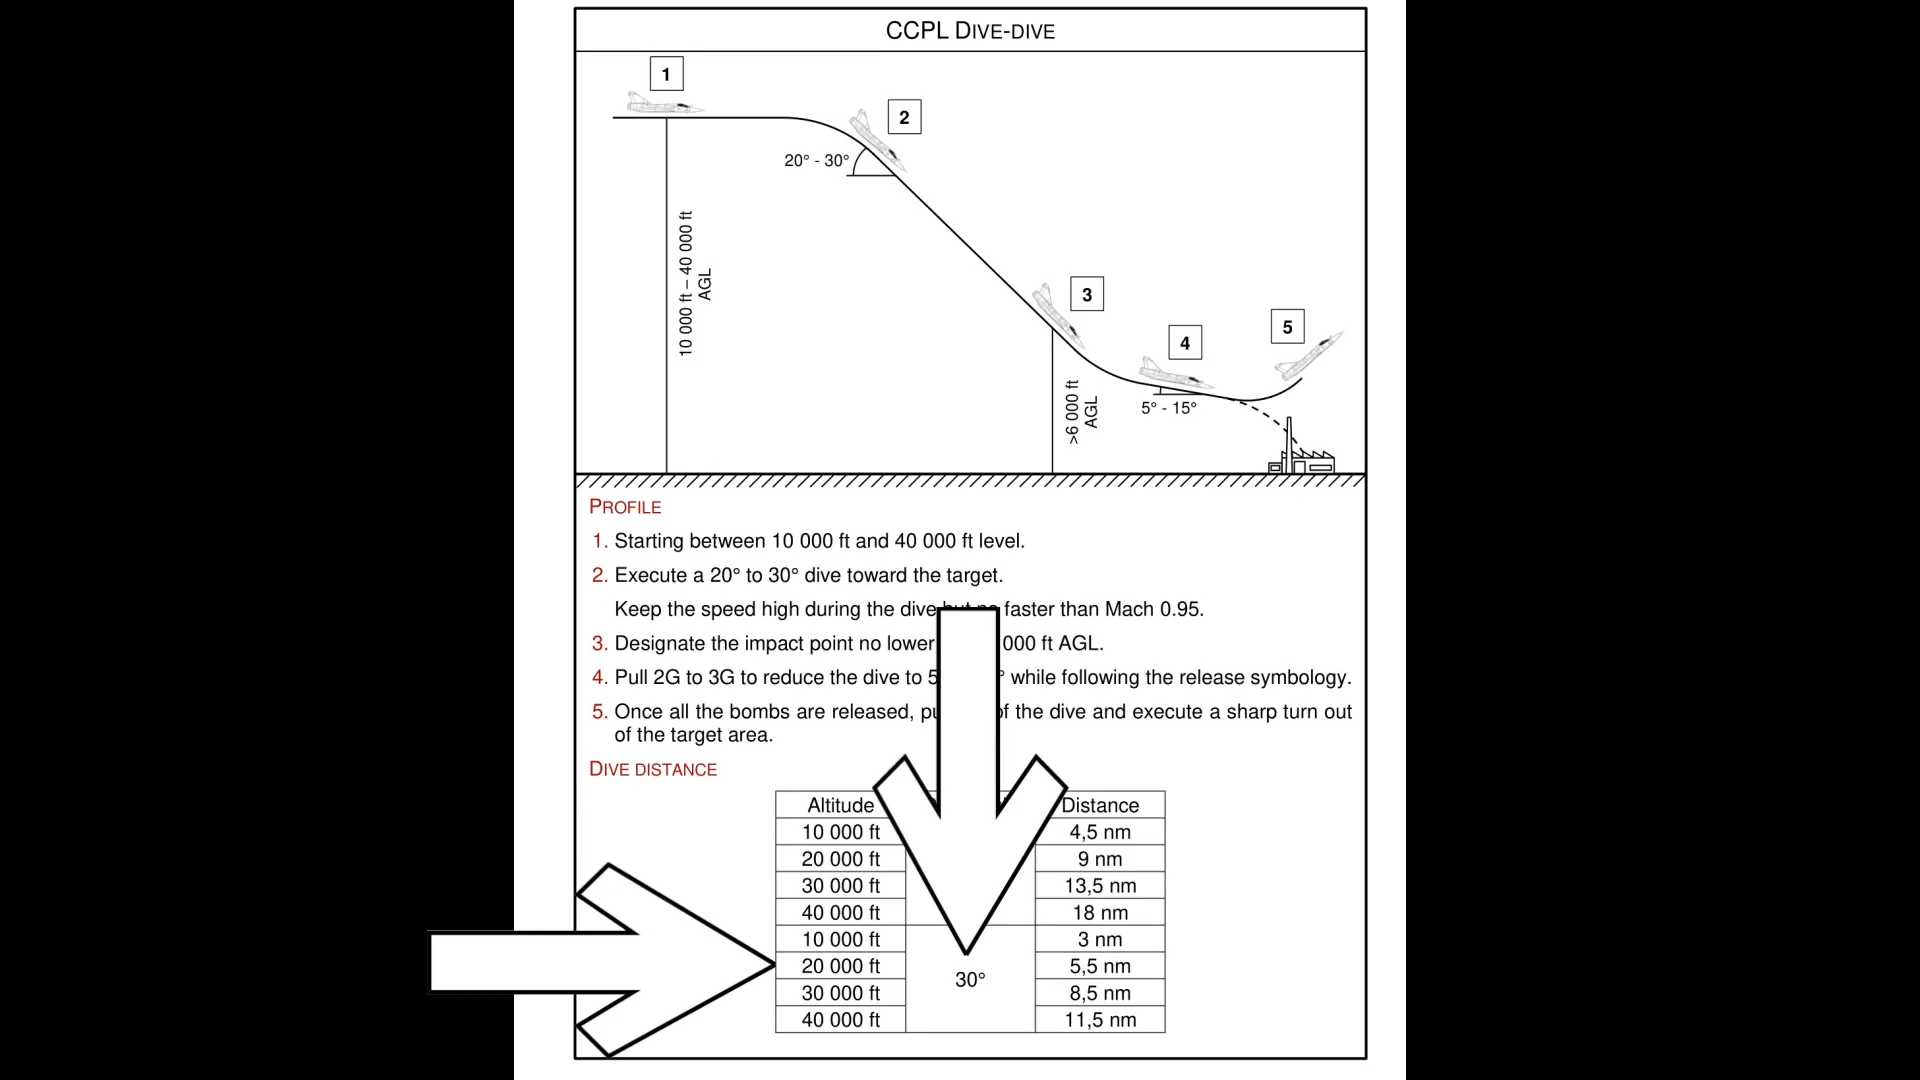 CCPL DIVE-DIVE
1
2
20° - 30°
10 000 ft – 40 000 ft
AGL
3
4
5
>6 000 ft
AGL
5° - 15°
PROFILE
1. Starting between 10 000 ft and 40 000 ft level.
2. Execute a 20° to 30° dive toward the target.
Keep the speed high during the dive faster than Mach 0.95.
3. Designate the impact point no lower 000 ft AGL.
4. Pull 2G to 3G to reduce the dive to 5 ° while following the release symbology.
5. Once all the bombs are released, of the dive and execute a sharp turn out
of the target area.
DIVE DISTANCE
Altitude Distance
10 000 ft 4,5 nm
20 000 ft 9 nm
30 000 ft 13,5 nm
40 000 ft 18 nm
10 000 ft 3 nm
20 000 ft 5,5 nm
30°
30 000 ft 8,5 nm
40 000 ft 11,5 nm